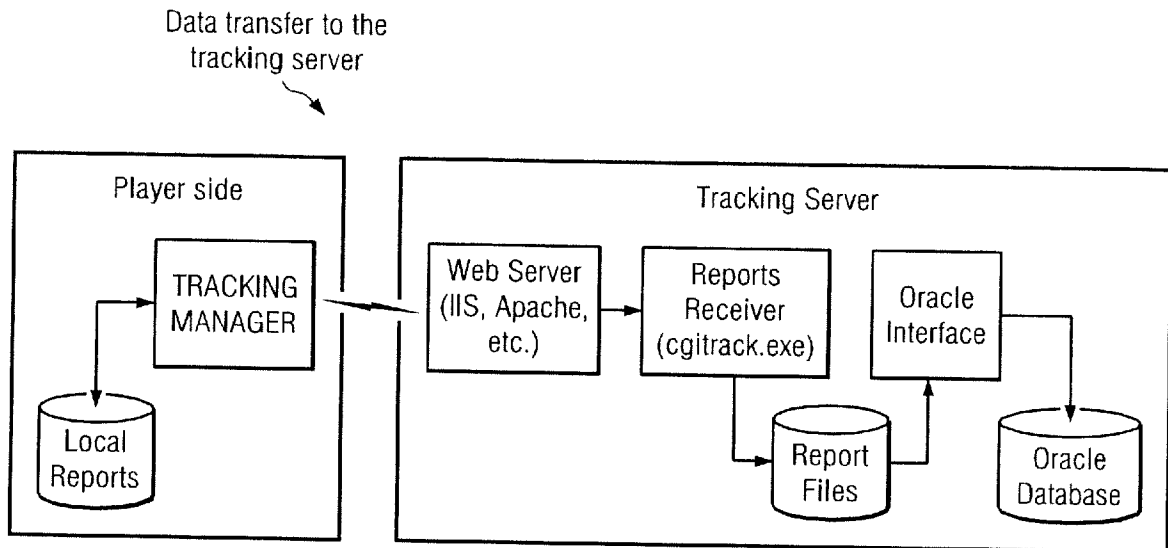 Data transfer to the
tracking server
Player side
TRACKING
MANAGER
Local
Reports
Tracking Server
Web Server
(IIS, Apache,
etc.)
Reports
Receiver
(cgitrack.exe)
Oracle
Interface
Report
Files
Oracle
Database